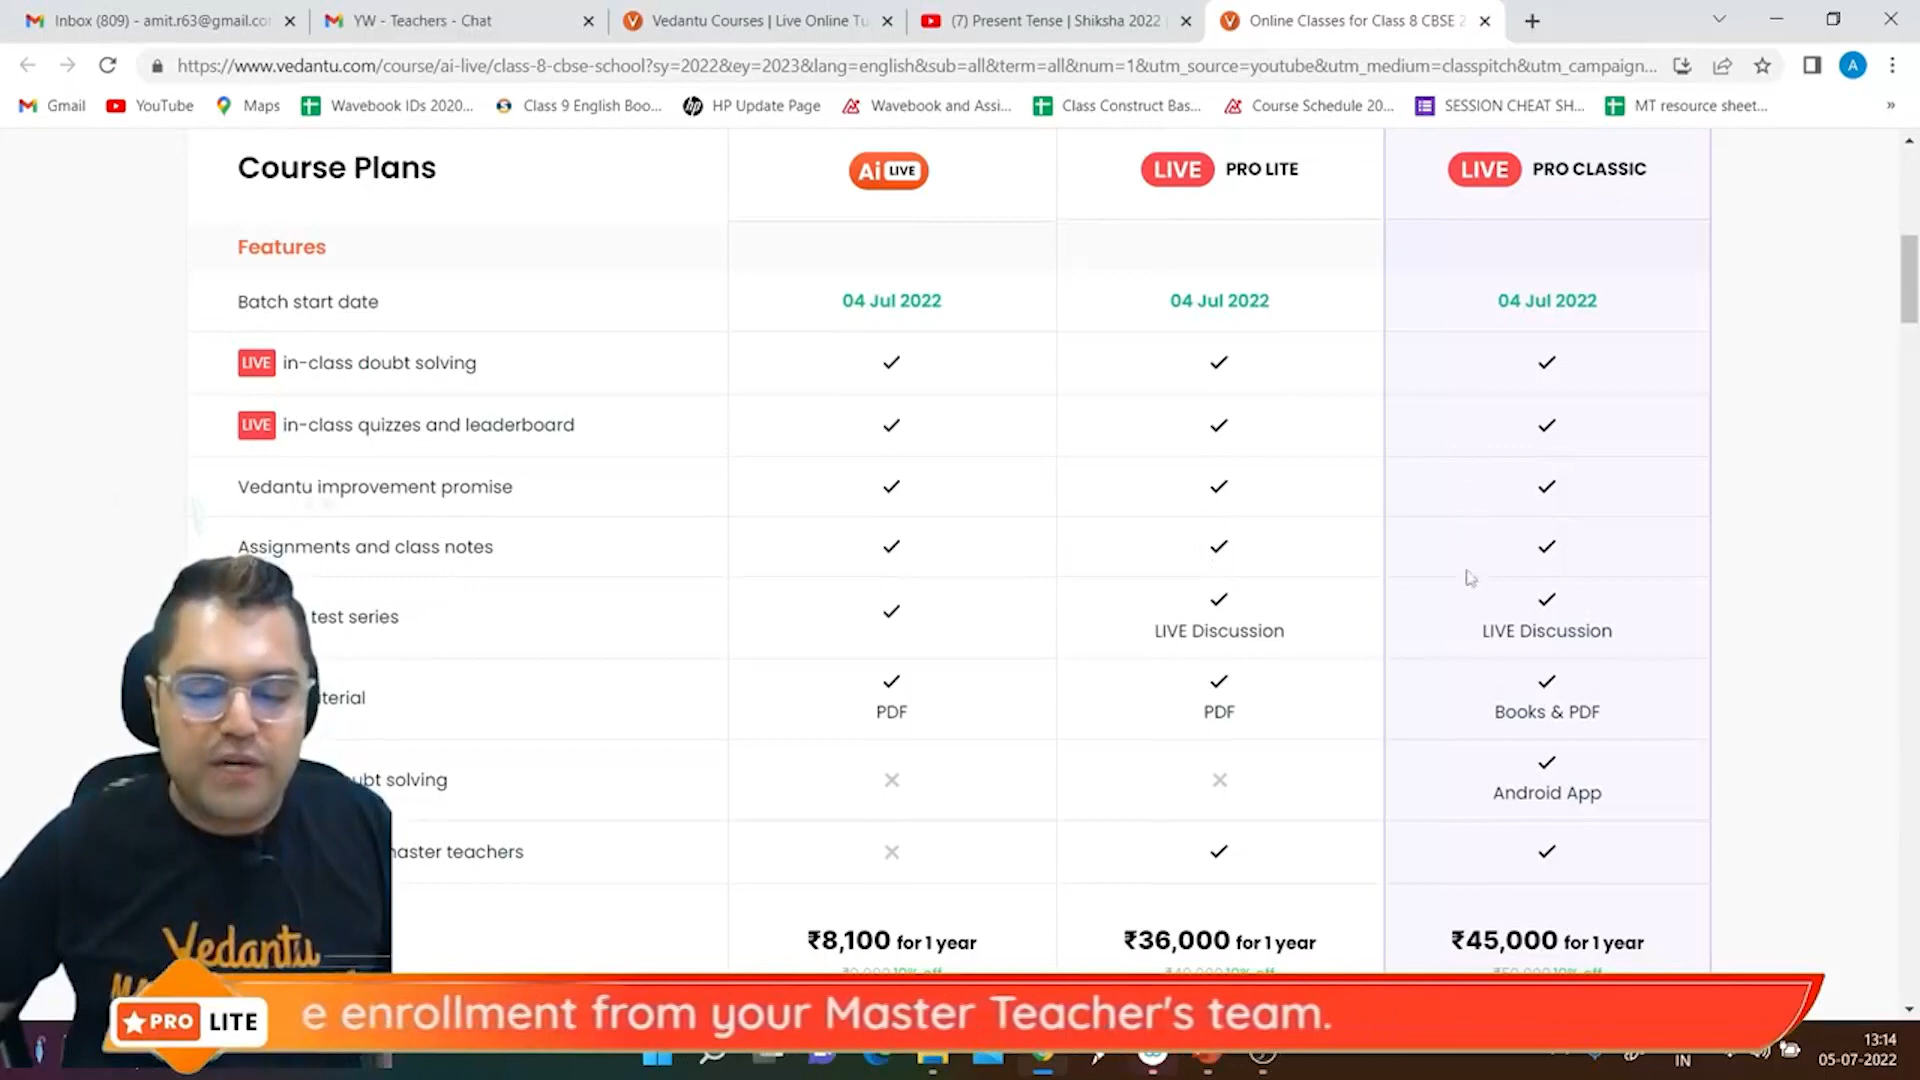 Inbox (809) - amit.r63@gmail.co
YW - Teachers - Chat
Vedantu Courses | Live Online Tu
(7) Present Tense | Shiksha 2022
Online Classes for Class 8 CBSE 2
https://www.vedantu.com/course/ai-live/class-8-cbse-school?sy=2022&ey=2023&lang=english&sub=all&term=all&num=1&utm_source=youtube&utm_medium=classpitch&utm_campaign...
A
Gmail
YouTube
Maps
Wavebook IDs 2020...
Class 9 English Boo...
HP Update Page
Wavebook and Assi...
Class Construct Bas...
Course Schedule 20...
SESSION CHEAT SH...
MT resource sheet...
Course Plans
Ai LIVE
LIVE PRO LITE
LIVE PRO CLASSIC
Features
Batch start date
04 Jul 2022
04 Jul 2022
04 Jul 2022
LIVE in-class doubt solving
LIVE in-class quizzes and leaderboard
Vedantu improvement promise
Assignments and class notes
test series
LIVE Discussion
LIVE Discussion
terial
PDF
PDF
Books & PDF
ubt solving
Android App
master teachers
₹8,100 for 1 year
₹36,000 for 1 year
₹45,000 for 1 year
Vedantu
PRO LITE
e enrollment from your Master Teacher's team.
IN
13:14
05-07-2022